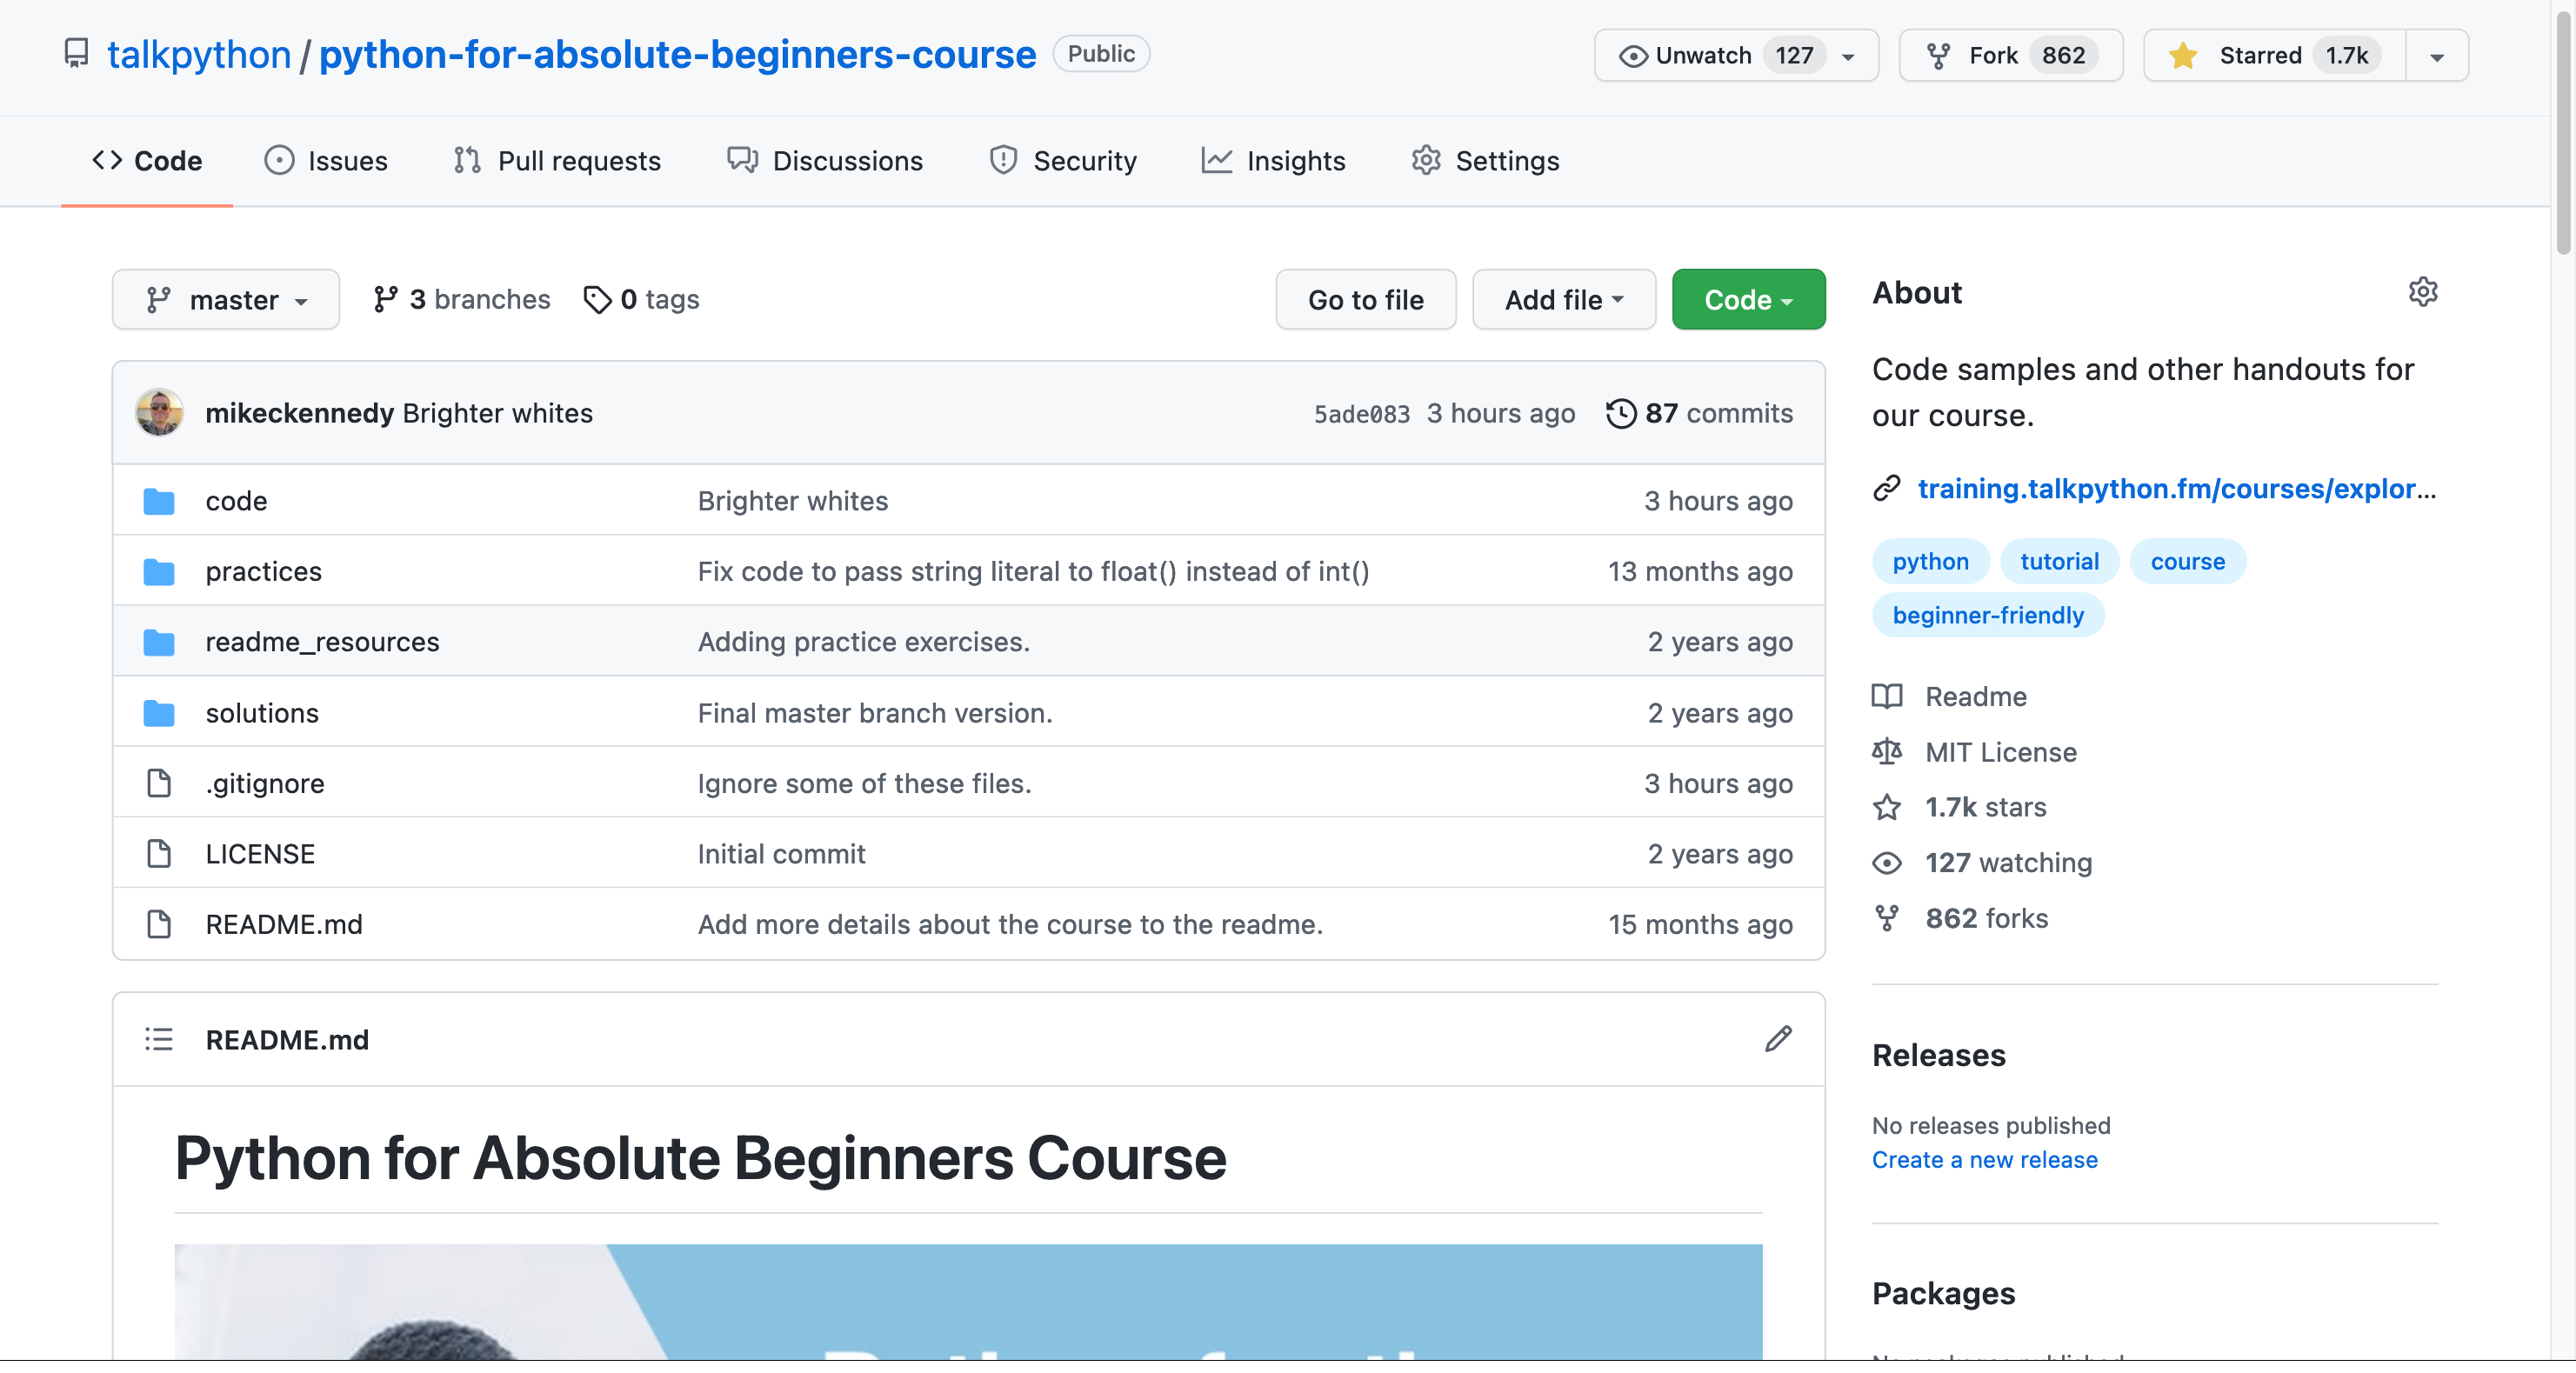 talkpython / python-for-absolute-beginners-course Public Unwatch 127 Fork 862 Starred 1.7k
Code Issues Pull requests Discussions Security Insights Settings
master 3 branches 0 tags Go to file Add file Code
mikeckennedy Brighter whites 5ade083 3 hours ago 87 commits
code Brighter whites 3 hours ago
practices Fix code to pass string literal to float() instead of int() 13 months ago
readme_resources Adding practice exercises. 2 years ago
solutions Final master branch version. 2 years ago
.gitignore Ignore some of these files. 3 hours ago
LICENSE Initial commit 2 years ago
README.md Add more details about the course to the readme. 15 months ago
README.md
Python for Absolute Beginners Course
About
Code samples and other handouts for
our course.
training.talkpython.fm/courses/explor...
python tutorial course
beginner-friendly
Readme
MIT License
1.7k stars
127 watching
862 forks
Releases
No releases published
Create a new release
Packages